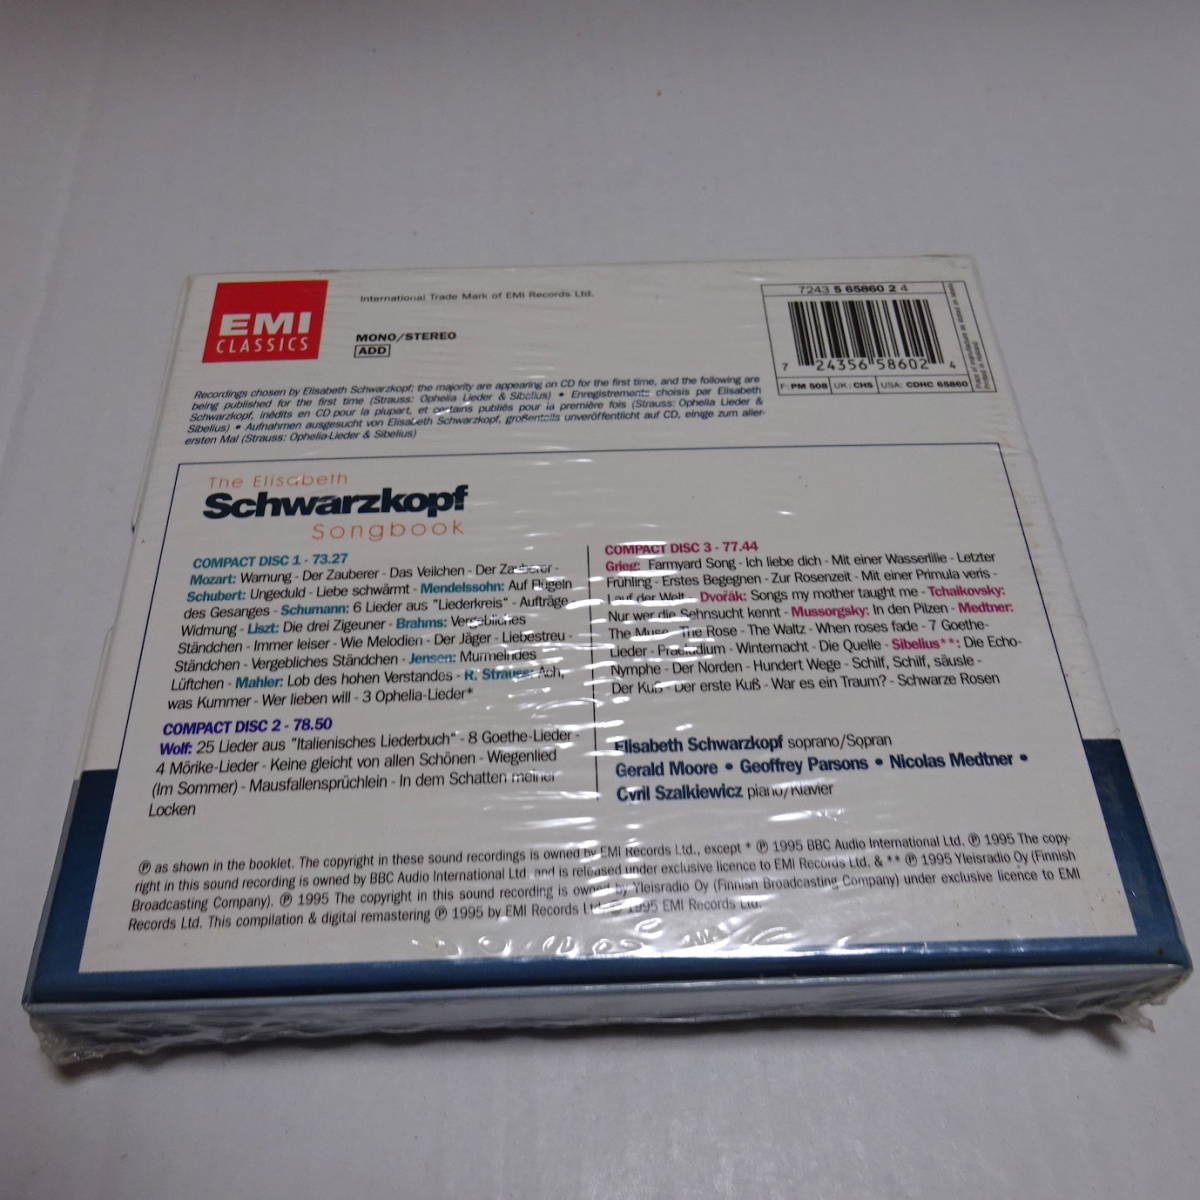 EMI
CLASSICS
International Trade Mark of EMI Records Ltd.
MONO/STEREO
ADD
7243 5 65860 2 4
7 24356 58602 4
F: PM 508 UK: CHS USA: CDHC 65860
Recordings chosen by Elisabeth Schwarzkopf; the majority are appearing on CD for the first time, and the following are
being published for the first time (Strauss: Ophelia Lieder & Sibelius) • Enregistrements choisis par Elisabeth
Schwarzkopf, inédits en CD pour la plupart, et certains publiés pour la première fois (Strauss: Ophelia Lieder &
Sibelius) • Aufnahmen ausgesucht von Elisabeth Schwarzkopf, großenteils unveröffentlicht auf CD, einige zum aller-
ersten Mal (Strauss: Ophelia-Lieder & Sibelius)
The Elisabeth
Schwarzkopf
Songbook
COMPACT DISC 1 - 73.27
Mozart: Warnung - Der Zauberer - Das Veilchen - Der Zauberer -
Schubert: Ungeduld - Liebe schwärmt - Mendelssohn: Auf Flügeln
des Gesanges - Schumann: 6 Lieder aus "Liederkreis" - Aufträge
Widmung - Liszt: Die drei Zigeuner - Brahms: Vergebliches
Ständchen - Immer leiser - Wie Melodien - Der Jäger - Liebestreu -
Ständchen - Vergebliches Ständchen - Jensen: Murmelndes
Lüftchen - Mahler: Lob des hohen Verstandes - R. Strauss: Ach,
was Kummer - Wer lieben will - 3 Ophelia-Lieder*
COMPACT DISC 2 - 78.50
Wolf: 25 Lieder aus "Italienisches Liederbuch" - 8 Goethe-Lieder -
4 Mörike-Lieder - Keine gleicht von allen Schönen - Wiegenlied
(Im Sommer) - Mausfallensprüchlein - In dem Schatten meiner
Locken
COMPACT DISC 3 - 77.44
Grieg: Farmyard Song - Ich liebe dich - Mit einer Wasserlilie - Letzter
Frühling - Erstes Begegnen - Zur Rosenzeit - Mit einer Primula veris -
Lauf der Welt - Dvořák: Songs my mother taught me - Tchaikovsky:
Nur wer die Sehnsucht kennt - Mussorgsky: In den Pilzen - Medtner:
The Muse - The Rose - The Waltz - When roses fade - 7 Goethe-
Lieder - Praeludium - Winternacht - Die Quelle - Sibelius**: Die Echo-
Nymphe - Der Norden - Hundert Wege - Schilf, Schilf, säusle -
Der Kuß - Der erste Kuß - War es ein Traum? - Schwarze Rosen
Elisabeth Schwarzkopf soprano/Sopran
Gerald Moore • Geoffrey Parsons • Nicolas Medtner •
Cyril Szalkiewicz piano/Klavier
℗ as shown in the booklet. The copyright in these sound recordings is owned by EMI Records Ltd., except * ℗ 1995 BBC Audio International Ltd. ℗ 1995 The copy-
right in this sound recording is owned by BBC Audio International Ltd. and is released under exclusive licence to EMI Records Ltd. & ** ℗ 1995 Yleisradio Oy (Finnish
Broadcasting Company). ℗ 1995 The copyright in this sound recording is owned by Yleisradio Oy (Finnish Broadcasting Company) under exclusive licence to EMI
Records Ltd. This compilation & digital remastering ℗ 1995 by EMI Records Ltd. © 1995 EMI Records Ltd.